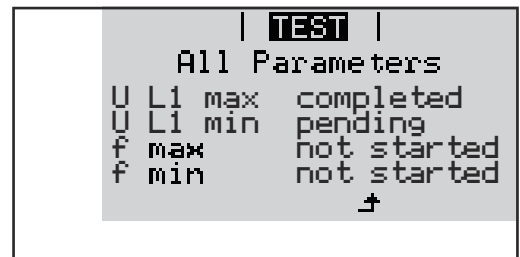 | TEST |
All Parameters
U L1 max completed
U L1 min pending
f max not started
f min not started